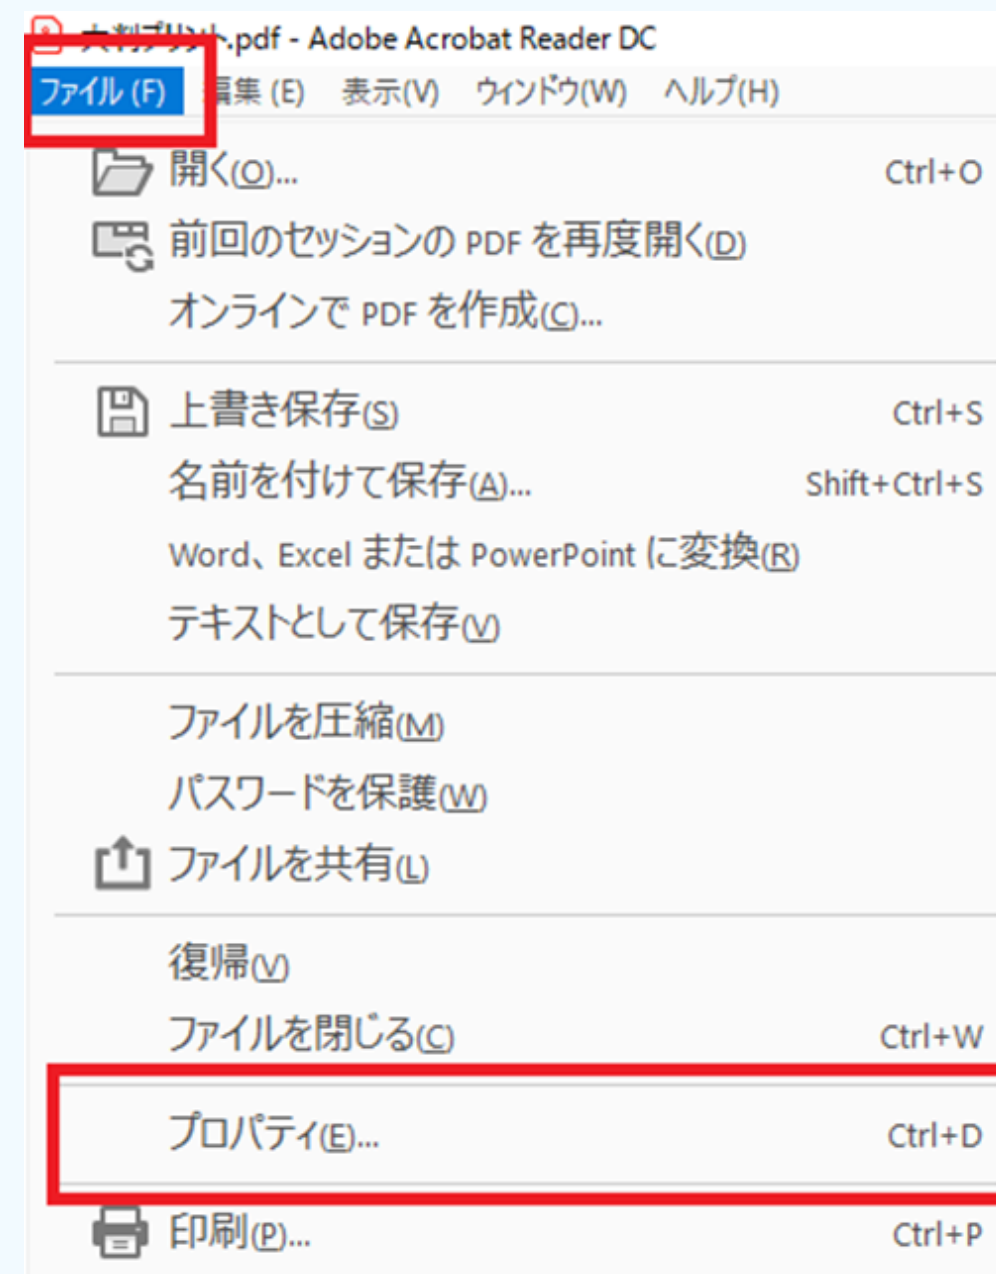 大判プリント.pdf - Adobe Acrobat Reader DC
ファイル (F) 編集 (E) 表示(V) ウィンドウ(W) ヘルプ(H)
開く(O)... Ctrl+O
前回のセッションの PDF を再度開く(D)
オンラインで PDF を作成(C)...
上書き保存(S) Ctrl+S
名前を付けて保存(A)... Shift+Ctrl+S
Word、Excel または PowerPoint に変換(R)
テキストとして保存(V)
ファイルを圧縮(M)
パスワードを保護(W)
ファイルを共有(L)
復帰(V)
ファイルを閉じる(C) Ctrl+W
プロパティ(E)... Ctrl+D
印刷(P)... Ctrl+P